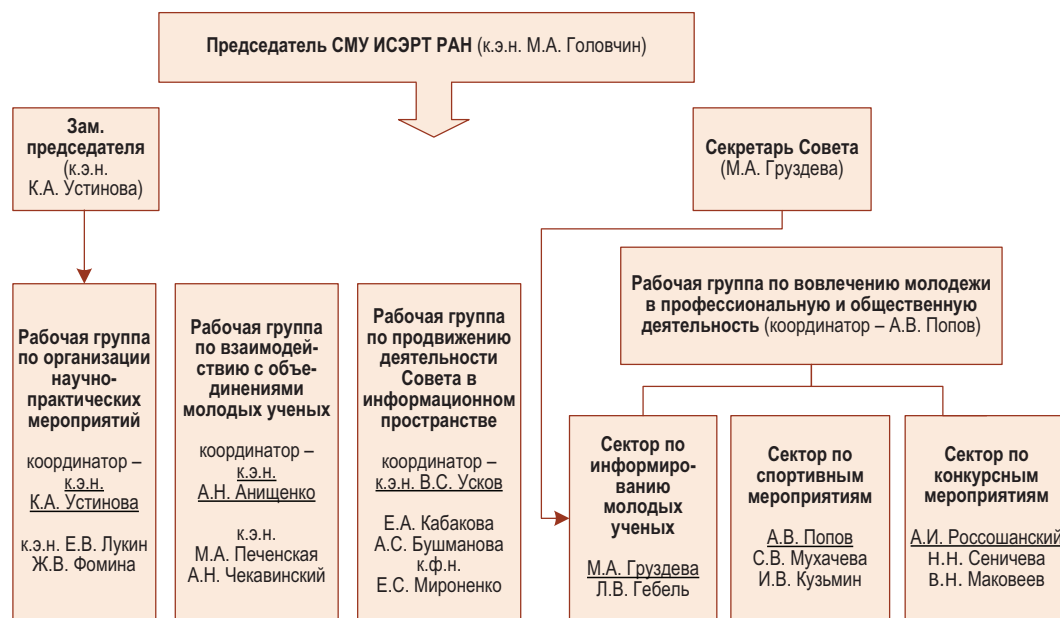 Председатель СМУ ИСЭРТ РАН (к.э.н. М.А. Головчин)
Зам.
председателя
(к.э.н.
К.А. Устинова)
Секретарь Совета
(М.А. Груздева)
Рабочая группа
по организации
научно-
практических
мероприятий
координатор –
к.э.н.
К.А. Устинова
к.э.н. Е.В. Лукин
Ж.В. Фомина
Рабочая группа
по взаимодей-
ствию с объе-
динениями
молодых ученых
координатор –
к.э.н.
А.Н. Анищенко
к.э.н.
М.А. Печенская
А.Н. Чекавинский
Рабочая группа
по продвижению
деятельности
Совета в
информационном
пространстве
координатор –
к.э.н. В.С. Усков
Е.А. Кабакова
А.С. Бушманова
к.ф.н.
Е.С. Мироненко
Рабочая группа по вовлечению молодежи
в профессиональную и общественную
деятельность (координатор – А.В. Попов)
Сектор по
информиро-
ванию
молодых
ученых
М.А. Груздева
Л.В. Гебель
Сектор по
спортивным
мероприятиям
А.В. Попов
С.В. Мухачева
И.В. Кузьмин
Сектор по
конкурсным
мероприятиям
А.И. Россошанский
Н.Н. Сеничева
В.Н. Маковеев